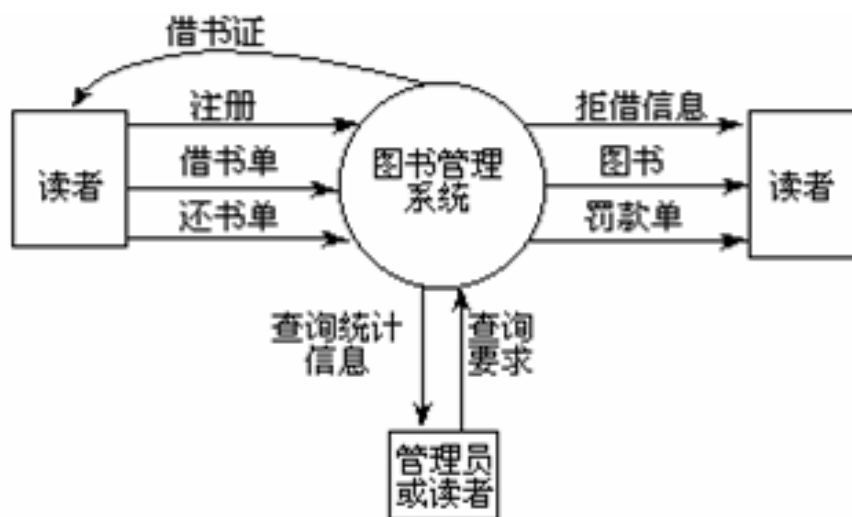 借书证
注册
借书单
还书单
读者
图书管理
系统
拒借信息
图书
罚款单
读者
查询统计
信息
查询
要求
管理员
或读者